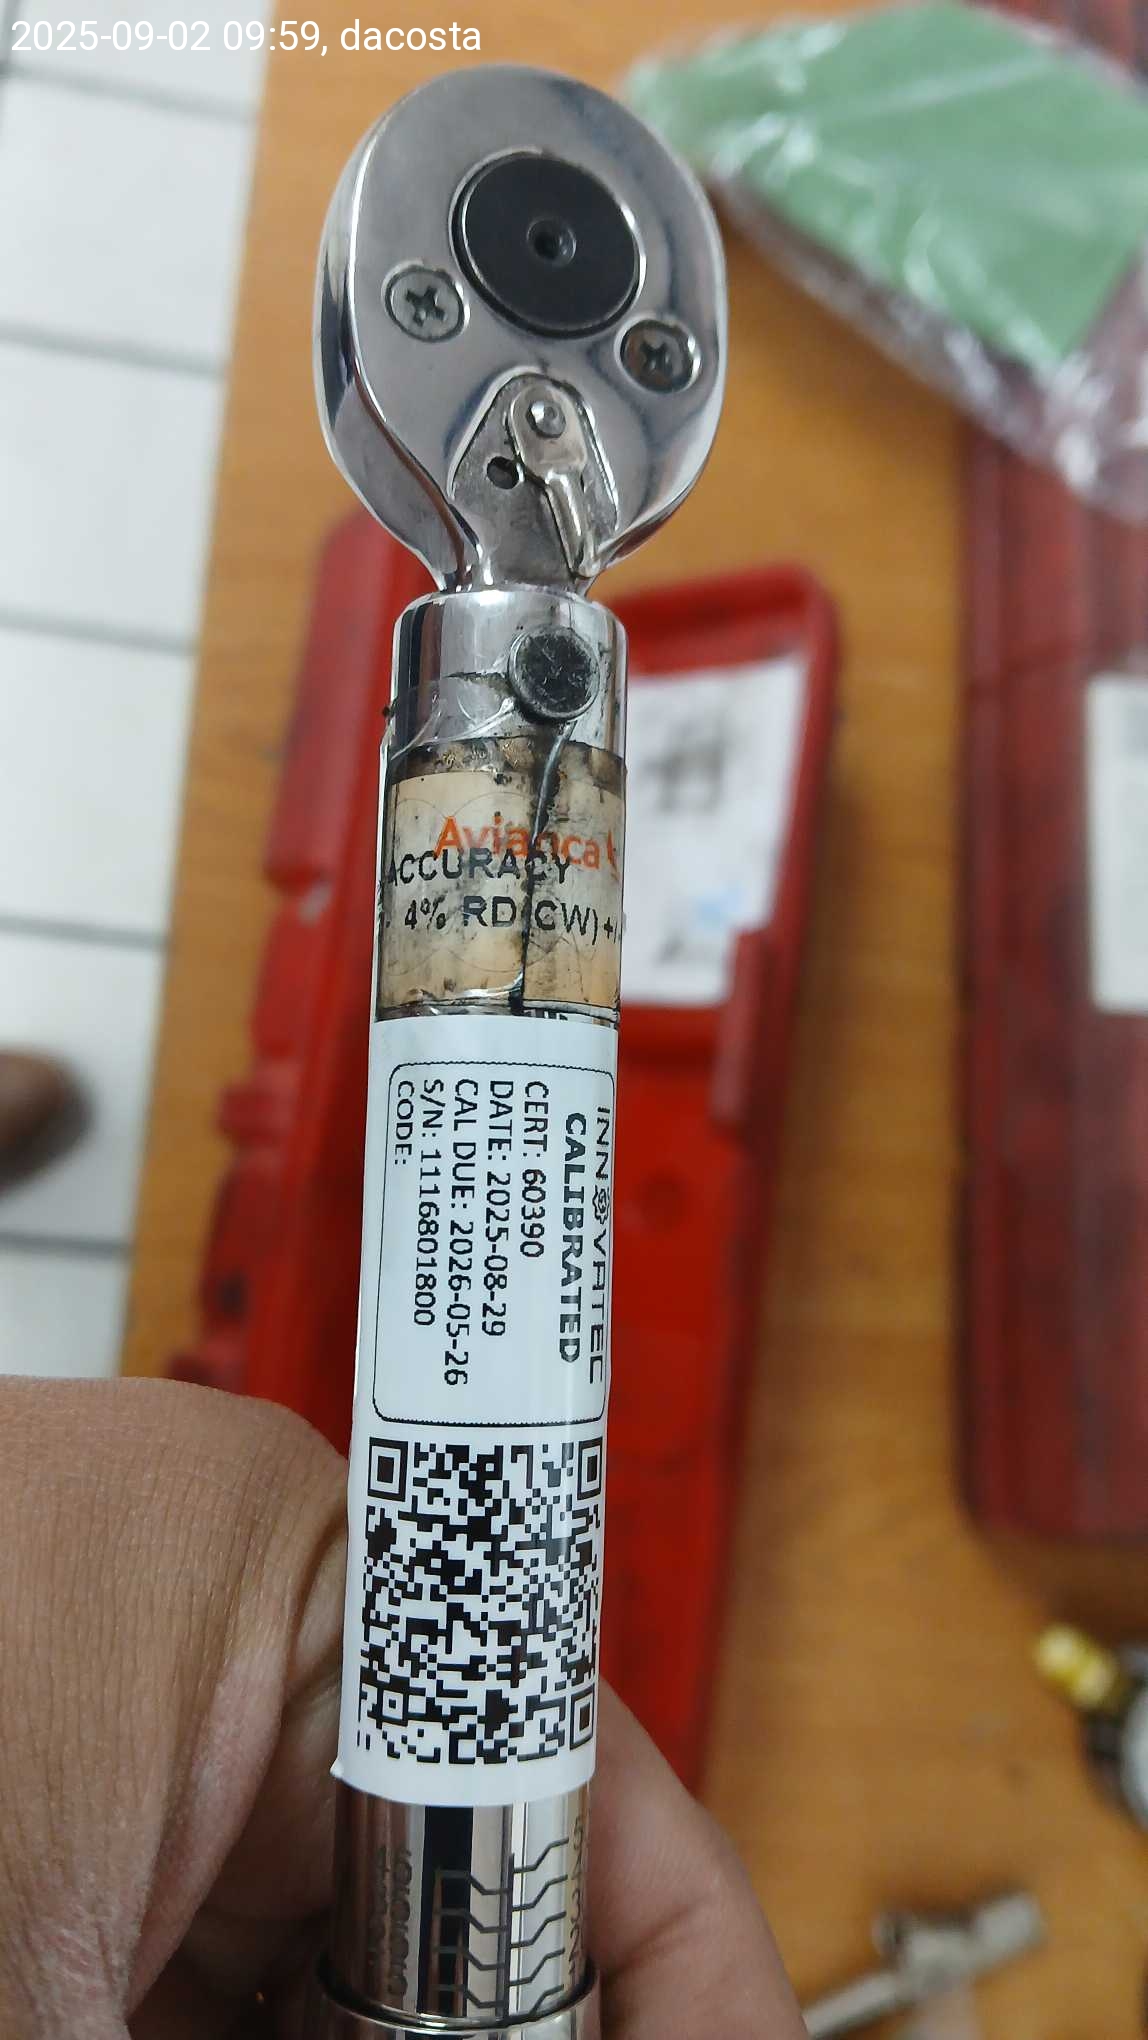 2025-09-02 09:59, dacosta
Avianca
ACCURACY
4% RD(CW)+/
INNOVATEC
CALIBRATED
CERT: 60390
DATE: 2025-08-29
CAL DUE: 2026-05-26
S/N: 1116801800
CODE: